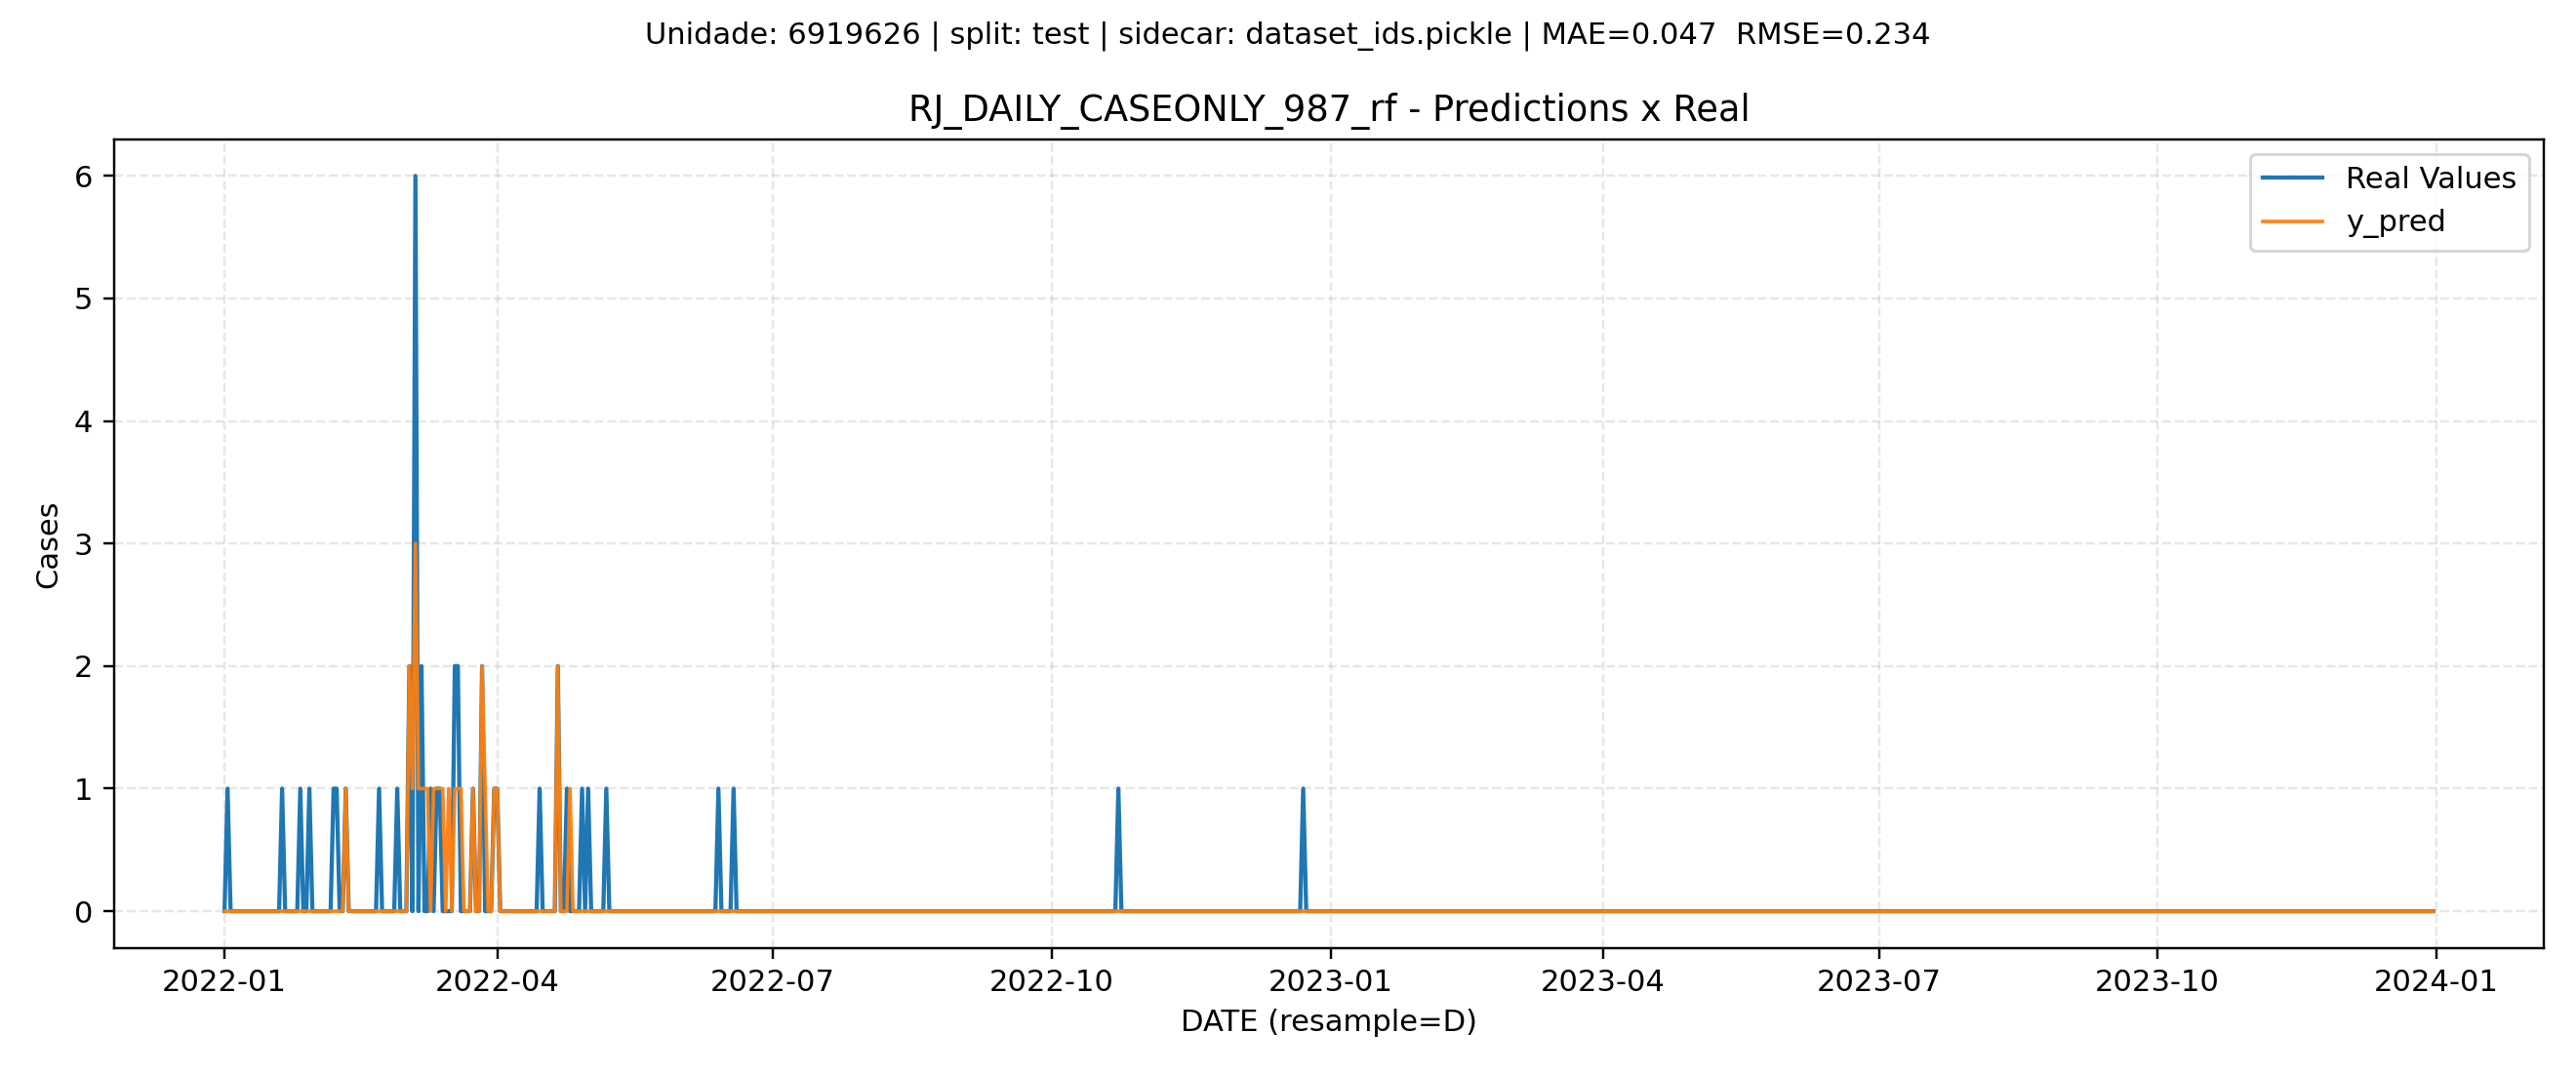 Unidade: 6919626 | split: test | sidecar: dataset_ids.pickle | MAE=0.047  RMSE=0.234
RJ_DAILY_CASEONLY_987_rf - Predictions x Real
Real Values
y_pred
6
5
4
3
2
1
0
Cases
2022-01 2022-04 2022-07 2022-10 2023-01 2023-04 2023-07 2023-10 2024-01
DATE (resample=D)